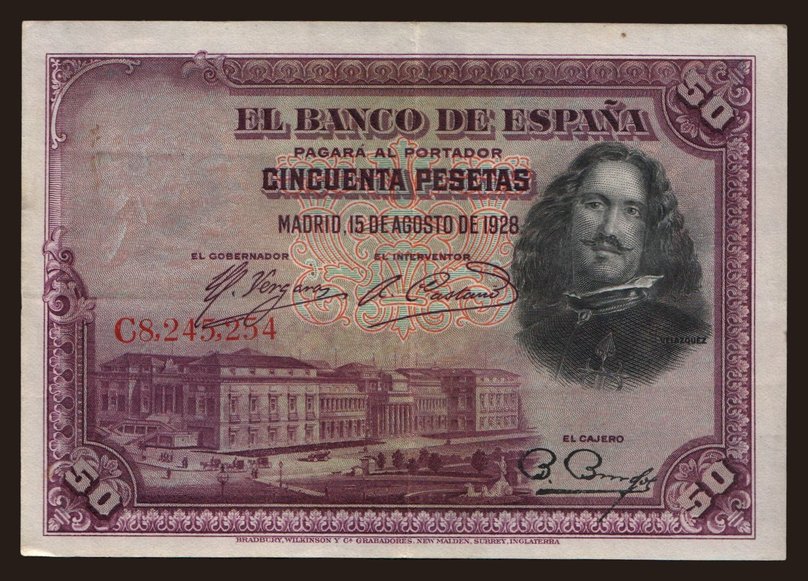 50
EL BANCO DE ESPAÑA
PAGARÁ AL PORTADOR
CINCUENTA PESETAS
MADRID, 15 DE AGOSTO DE 1928
EL GOBERNADOR EL INTERVENTOR
50
C8,245,254
VELAZQUEZ
EL CAJERO
50
50
BRADBURY, WILKINSON Y Cª GRABADORES. NEW MALDEN, SURREY, INGLATERRA